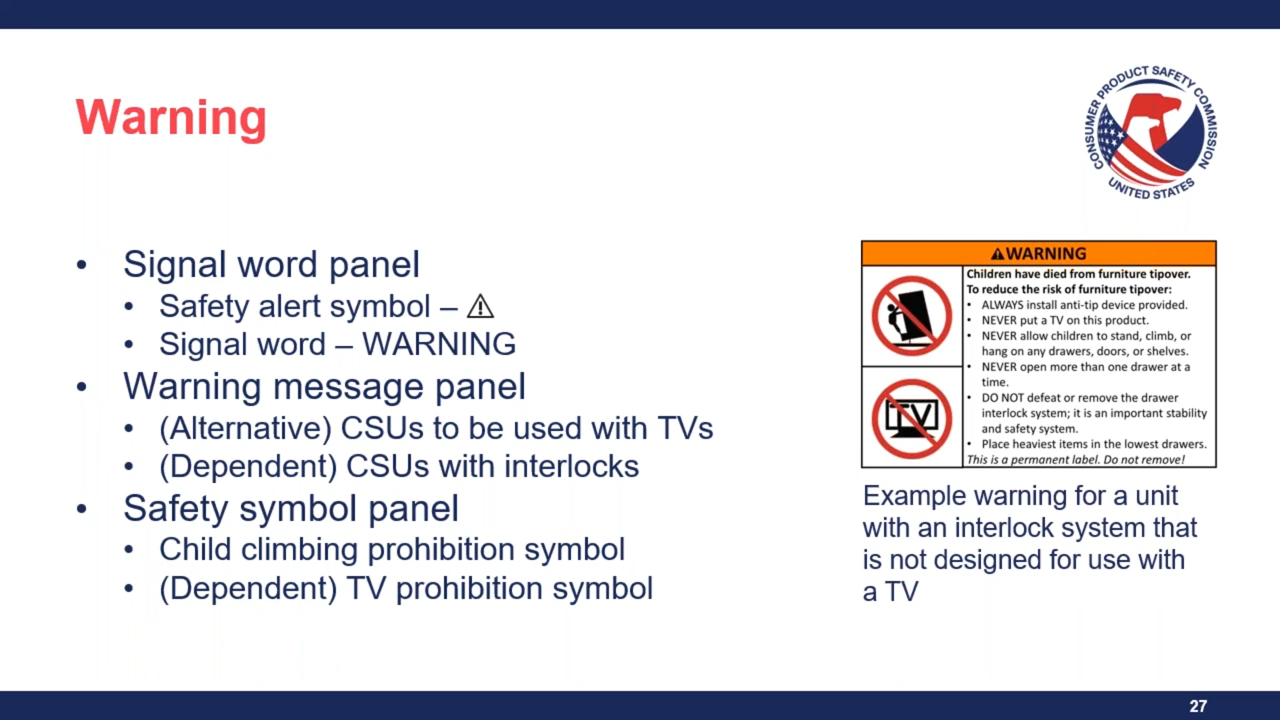 Warning
CONSUMER PRODUCT SAFETY COMMISSION
UNITED STATES
• Signal word panel
• Safety alert symbol – ⚠
• Signal word – WARNING
• Warning message panel
• (Alternative) CSUs to be used with TVs
• (Dependent) CSUs with interlocks
• Safety symbol panel
• Child climbing prohibition symbol
• (Dependent) TV prohibition symbol
⚠WARNING
Children have died from furniture tipover.
To reduce the risk of furniture tipover:
• ALWAYS install anti-tip device provided.
• NEVER put a TV on this product.
• NEVER allow children to stand, climb, or
hang on any drawers, doors, or shelves.
• NEVER open more than one drawer at a
time.
• DO NOT defeat or remove the drawer
interlock system; it is an important stability
and safety system.
• Place heaviest items in the lowest drawers.
This is a permanent label. Do not remove!
TV
Example warning for a unit
with an interlock system that
is not designed for use with
a TV
27